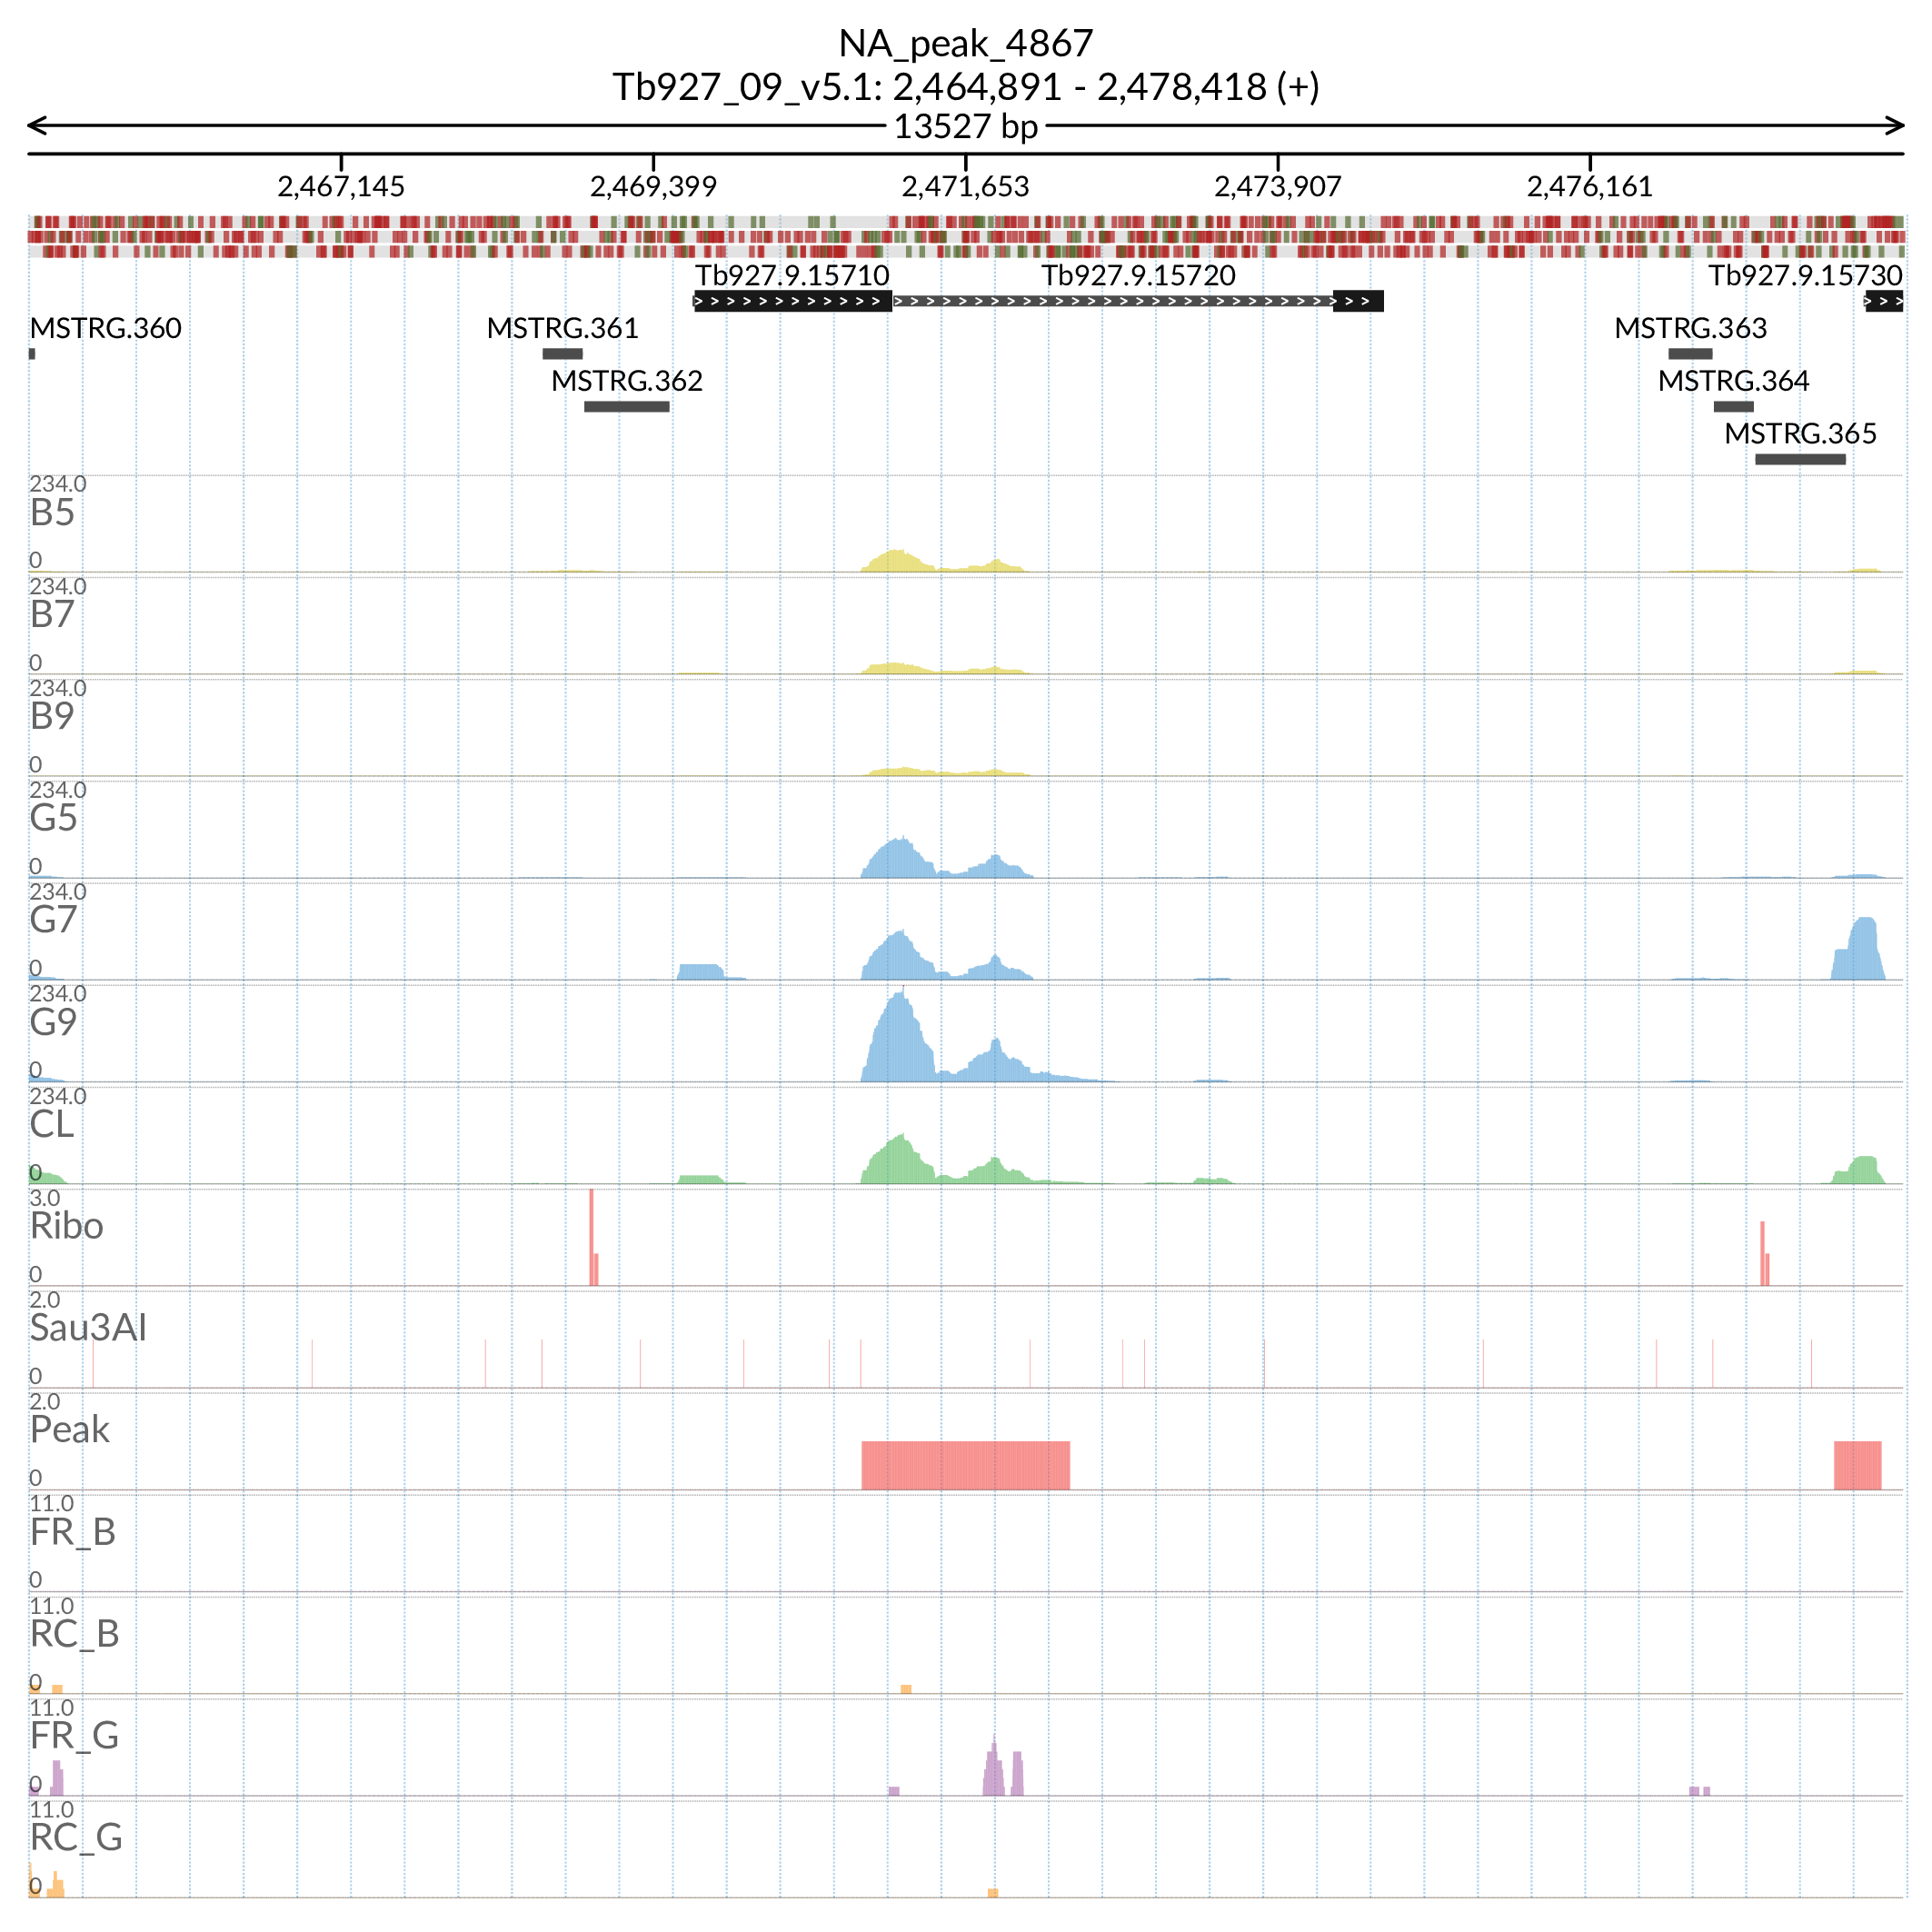 NA_peak_4867
Tb927_09_v5.1: 2,464,891 - 2,478,418 (+)
13527 bp
2,467,145 2,469,399 2,471,653 2,473,907 2,476,161
Tb927.9.15710 Tb927.9.15720 Tb927.9.15730
MSTRG.360 MSTRG.361 MSTRG.363
MSTRG.362 MSTRG.364
MSTRG.365
234.0
B5
0
234.0
B7
0
234.0
B9
0
234.0
G5
0
234.0
G7
0
234.0
G9
0
234.0
CL
0
3.0
Ribo
0
2.0
Sau3AI
0
2.0
Peak
0
11.0
FR_B
0
11.0
RC_B
0
11.0
FR_G
0
11.0
RC_G
0